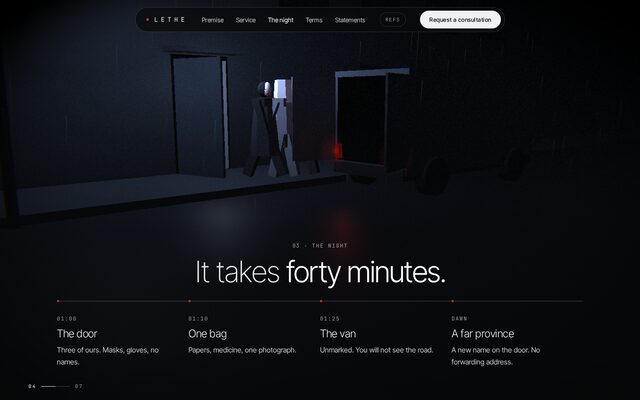 LETHE Premise Service The night Terms Statements REFS Request a consultation
03 · THE NIGHT
It takes forty minutes.
01:00
The door
Three of ours. Masks, gloves, no
names.
01:10
One bag
Papers, medicine, one photograph.
01:25
The van
Unmarked. You will not see the road.
DAWN
A far province
A new name on the door. No
forwarding address.
04 07